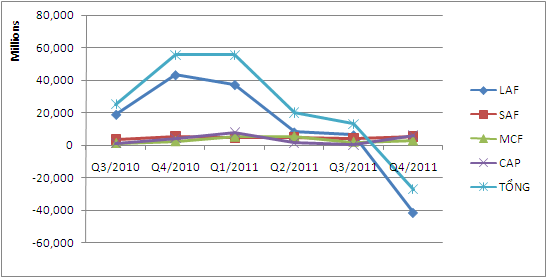 Millions
80,000
60,000
40,000
20,000
0
-20,000
-40,000
-60,000
Q3/2010 Q4/2010 Q1/2011 Q2/2011 Q3/2011 Q4/2011
LAF
SAF
MCF
CAP
TỔNG